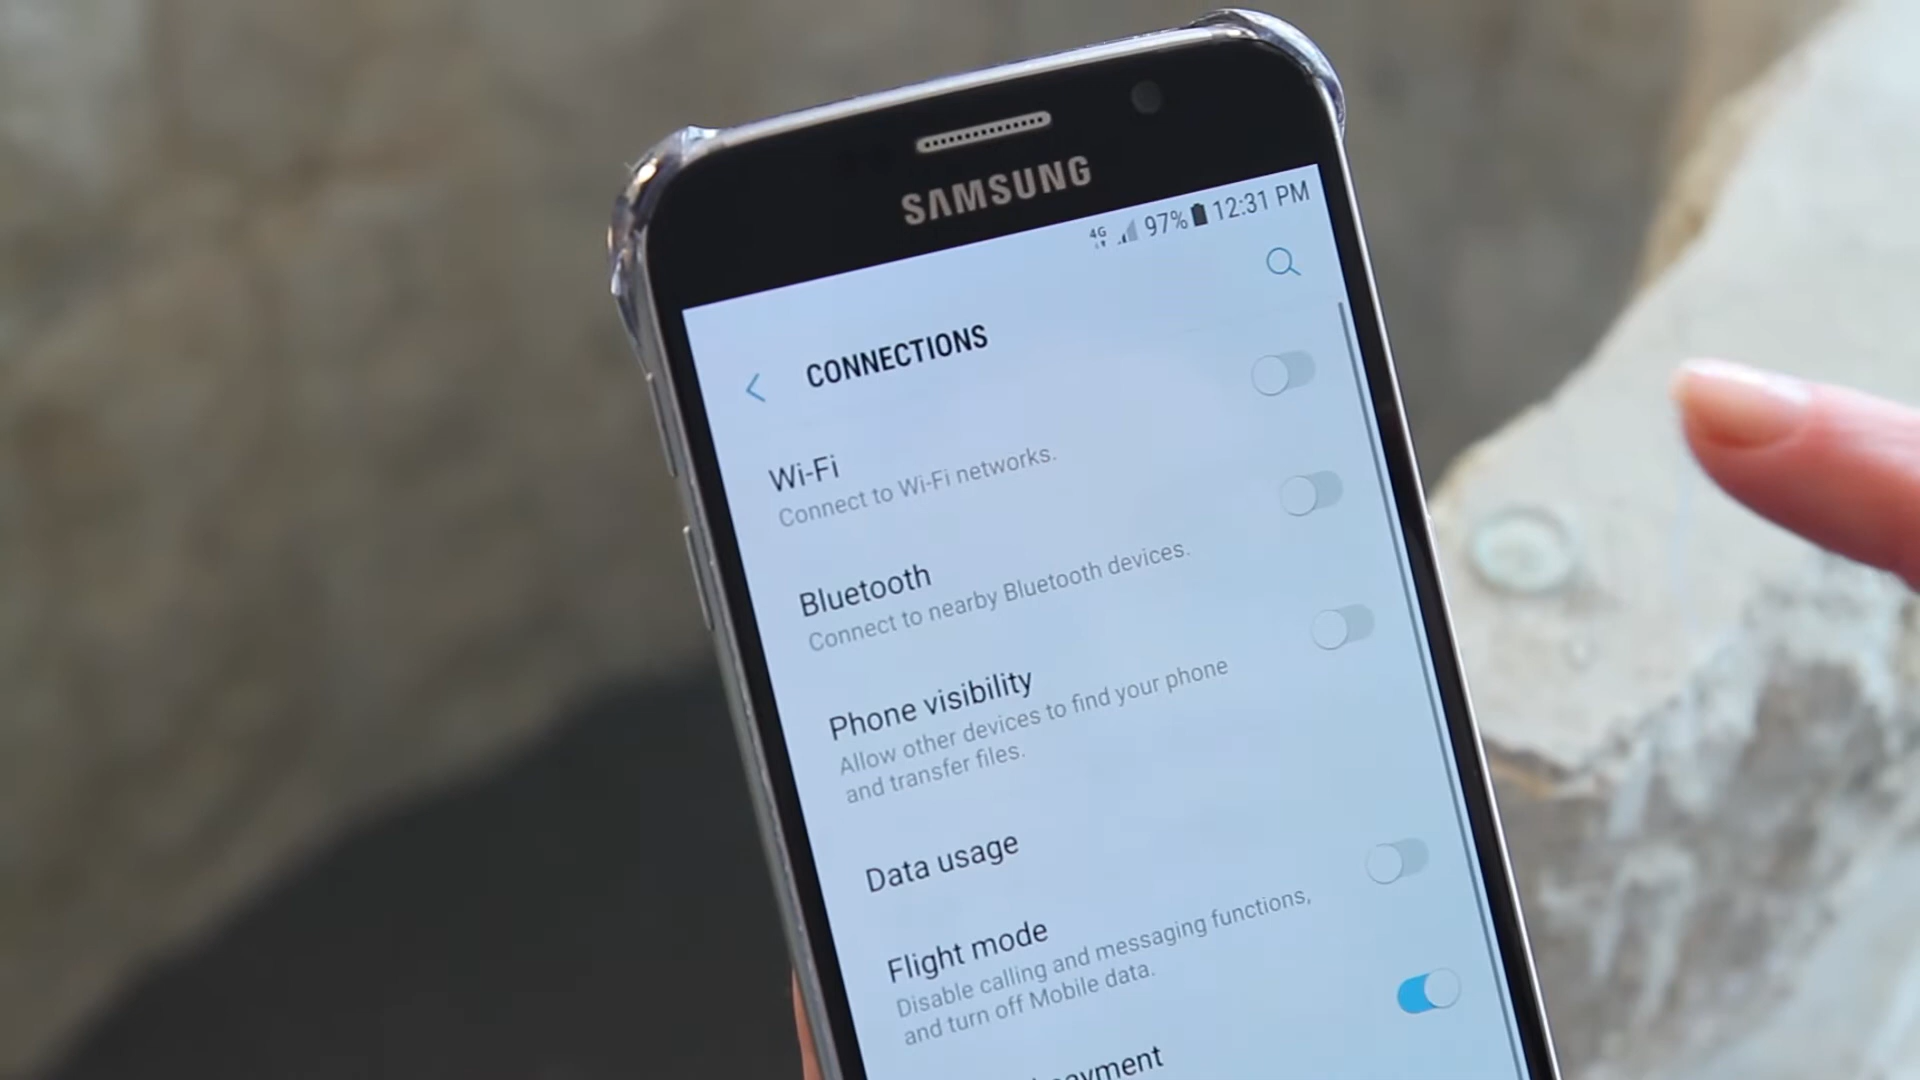 SAMSUNG
4G 97% 12:31 PM
CONNECTIONS
Wi-Fi
Connect to Wi-Fi networks.
Bluetooth
Connect to nearby Bluetooth devices.
Phone visibility
Allow other devices to find your phone
and transfer files.
Data usage
Flight mode
Disable calling and messaging functions,
and turn off Mobile data.